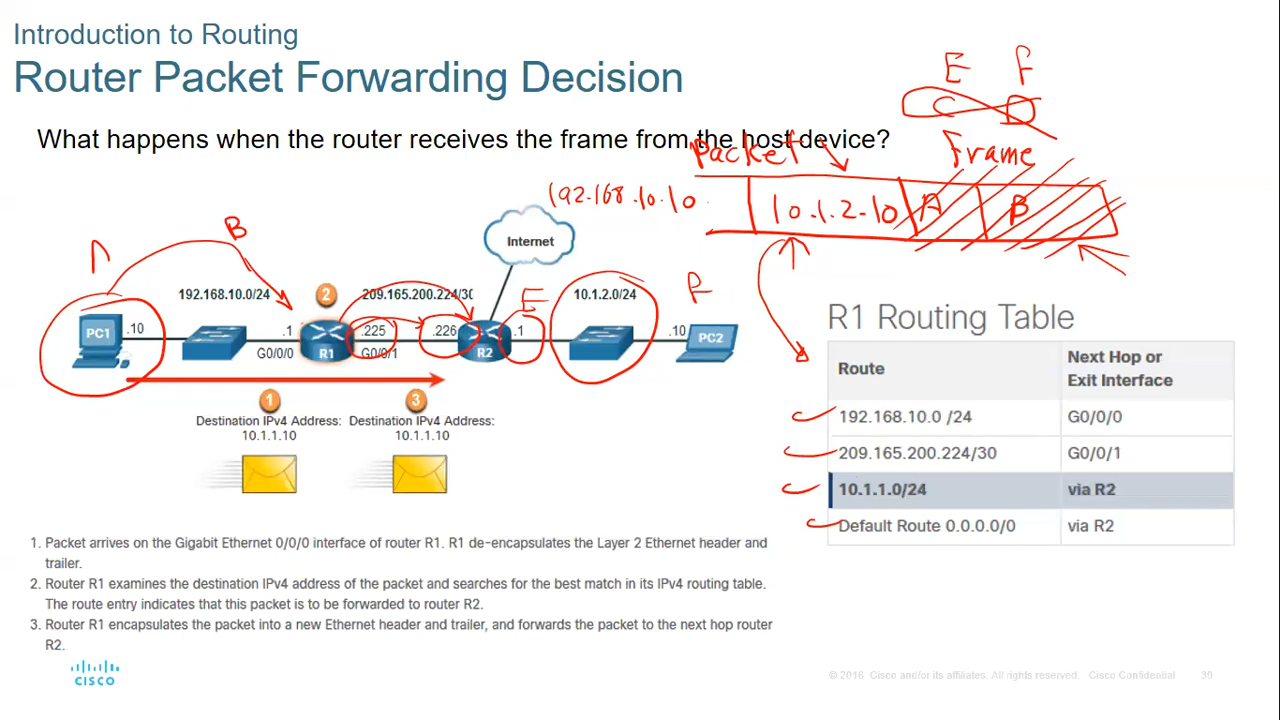 Introduction to Routing
Router Packet Forwarding Decision
What happens when the router receives the frame from the host device?
E F
C D
Packet Frame
192.168.10.10 10.1.2.10 A B
B
Internet
192.168.10.0/24 2 209.165.200.224/30 E 10.1.2.0/24
PC1 .10 .1 .225 .226 .1 .10 PC2
G0/0/0 R1 G0/0/1 R2
1 3
Destination IPv4 Address: Destination IPv4 Address:
10.1.1.10 10.1.1.10
R1 Routing Table
Route Next Hop or
Exit Interface
192.168.10.0 /24 G0/0/0
209.165.200.224/30 G0/0/1
10.1.1.0/24 via R2
Default Route 0.0.0.0/0 via R2
1. Packet arrives on the Gigabit Ethernet 0/0/0 interface of router R1. R1 de-encapsulates the Layer 2 Ethernet header and
trailer.
2. Router R1 examines the destination IPv4 address of the packet and searches for the best match in its IPv4 routing table.
The route entry indicates that this packet is to be forwarded to router R2.
3. Router R1 encapsulates the packet into a new Ethernet header and trailer, and forwards the packet to the next hop router
R2.
CISCO
© 2016 Cisco and/or its affiliates. All rights reserved. Cisco Confidential 30